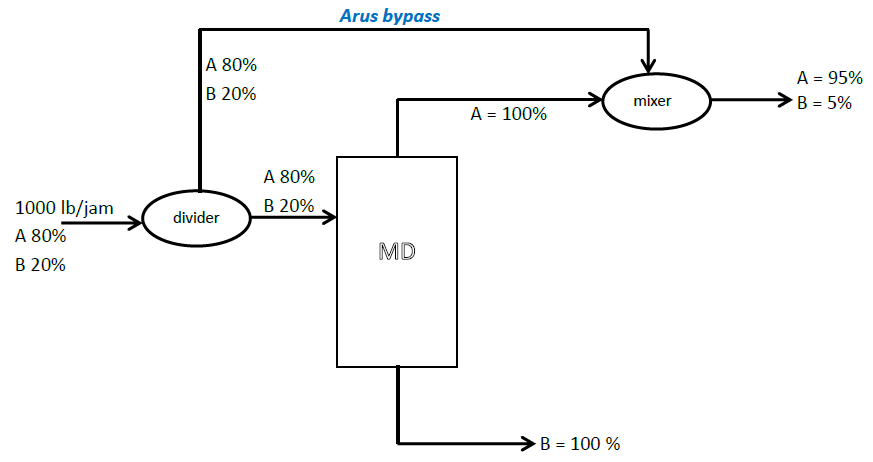 Arus bypass
A 80%
B 20%
mixer
A = 95%
B = 5%
A = 100%
A 80%
B 20%
1000 lb/jam
A 80%
B 20%
divider
MD
B = 100 %